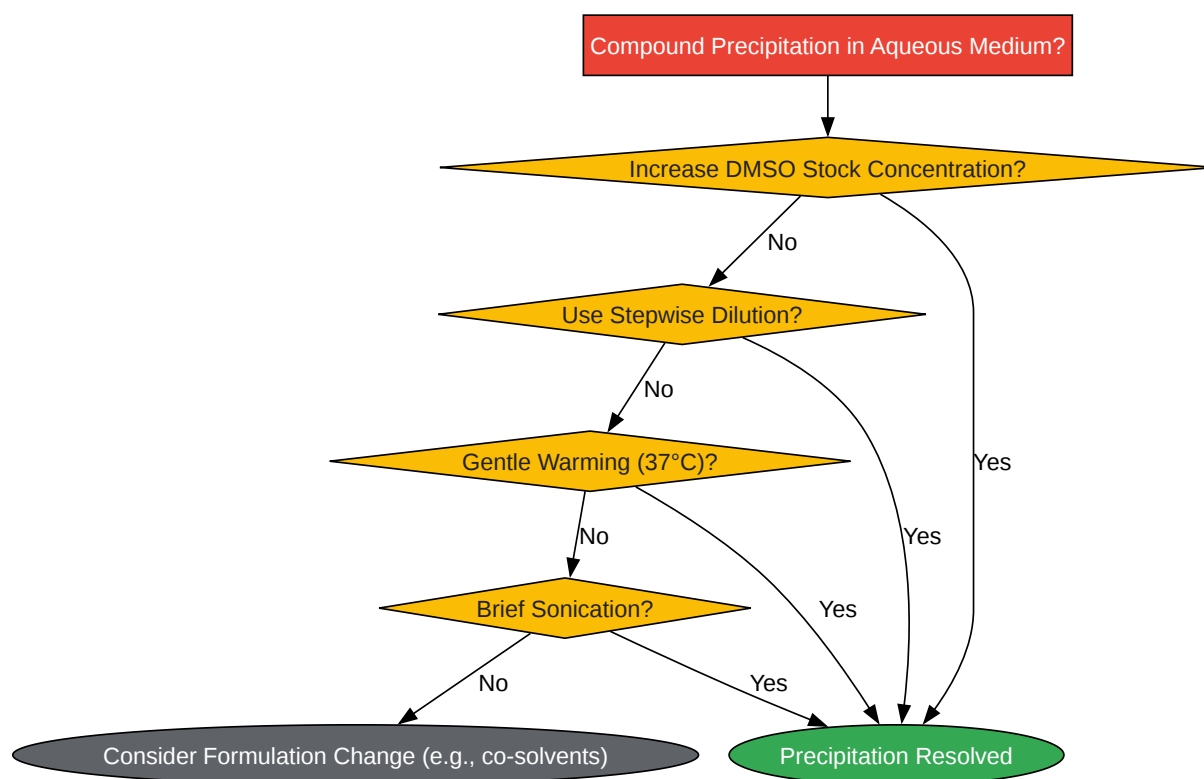 Compound Precipitation in Aqueous Medium?
Increase DMSO Stock Concentration?
No
Use Stepwise Dilution?
No
Yes
Gentle Warming (37°C)?
No
Yes
Brief Sonication?
Yes
No
Yes
Consider Formulation Change (e.g., co-solvents)
Precipitation Resolved